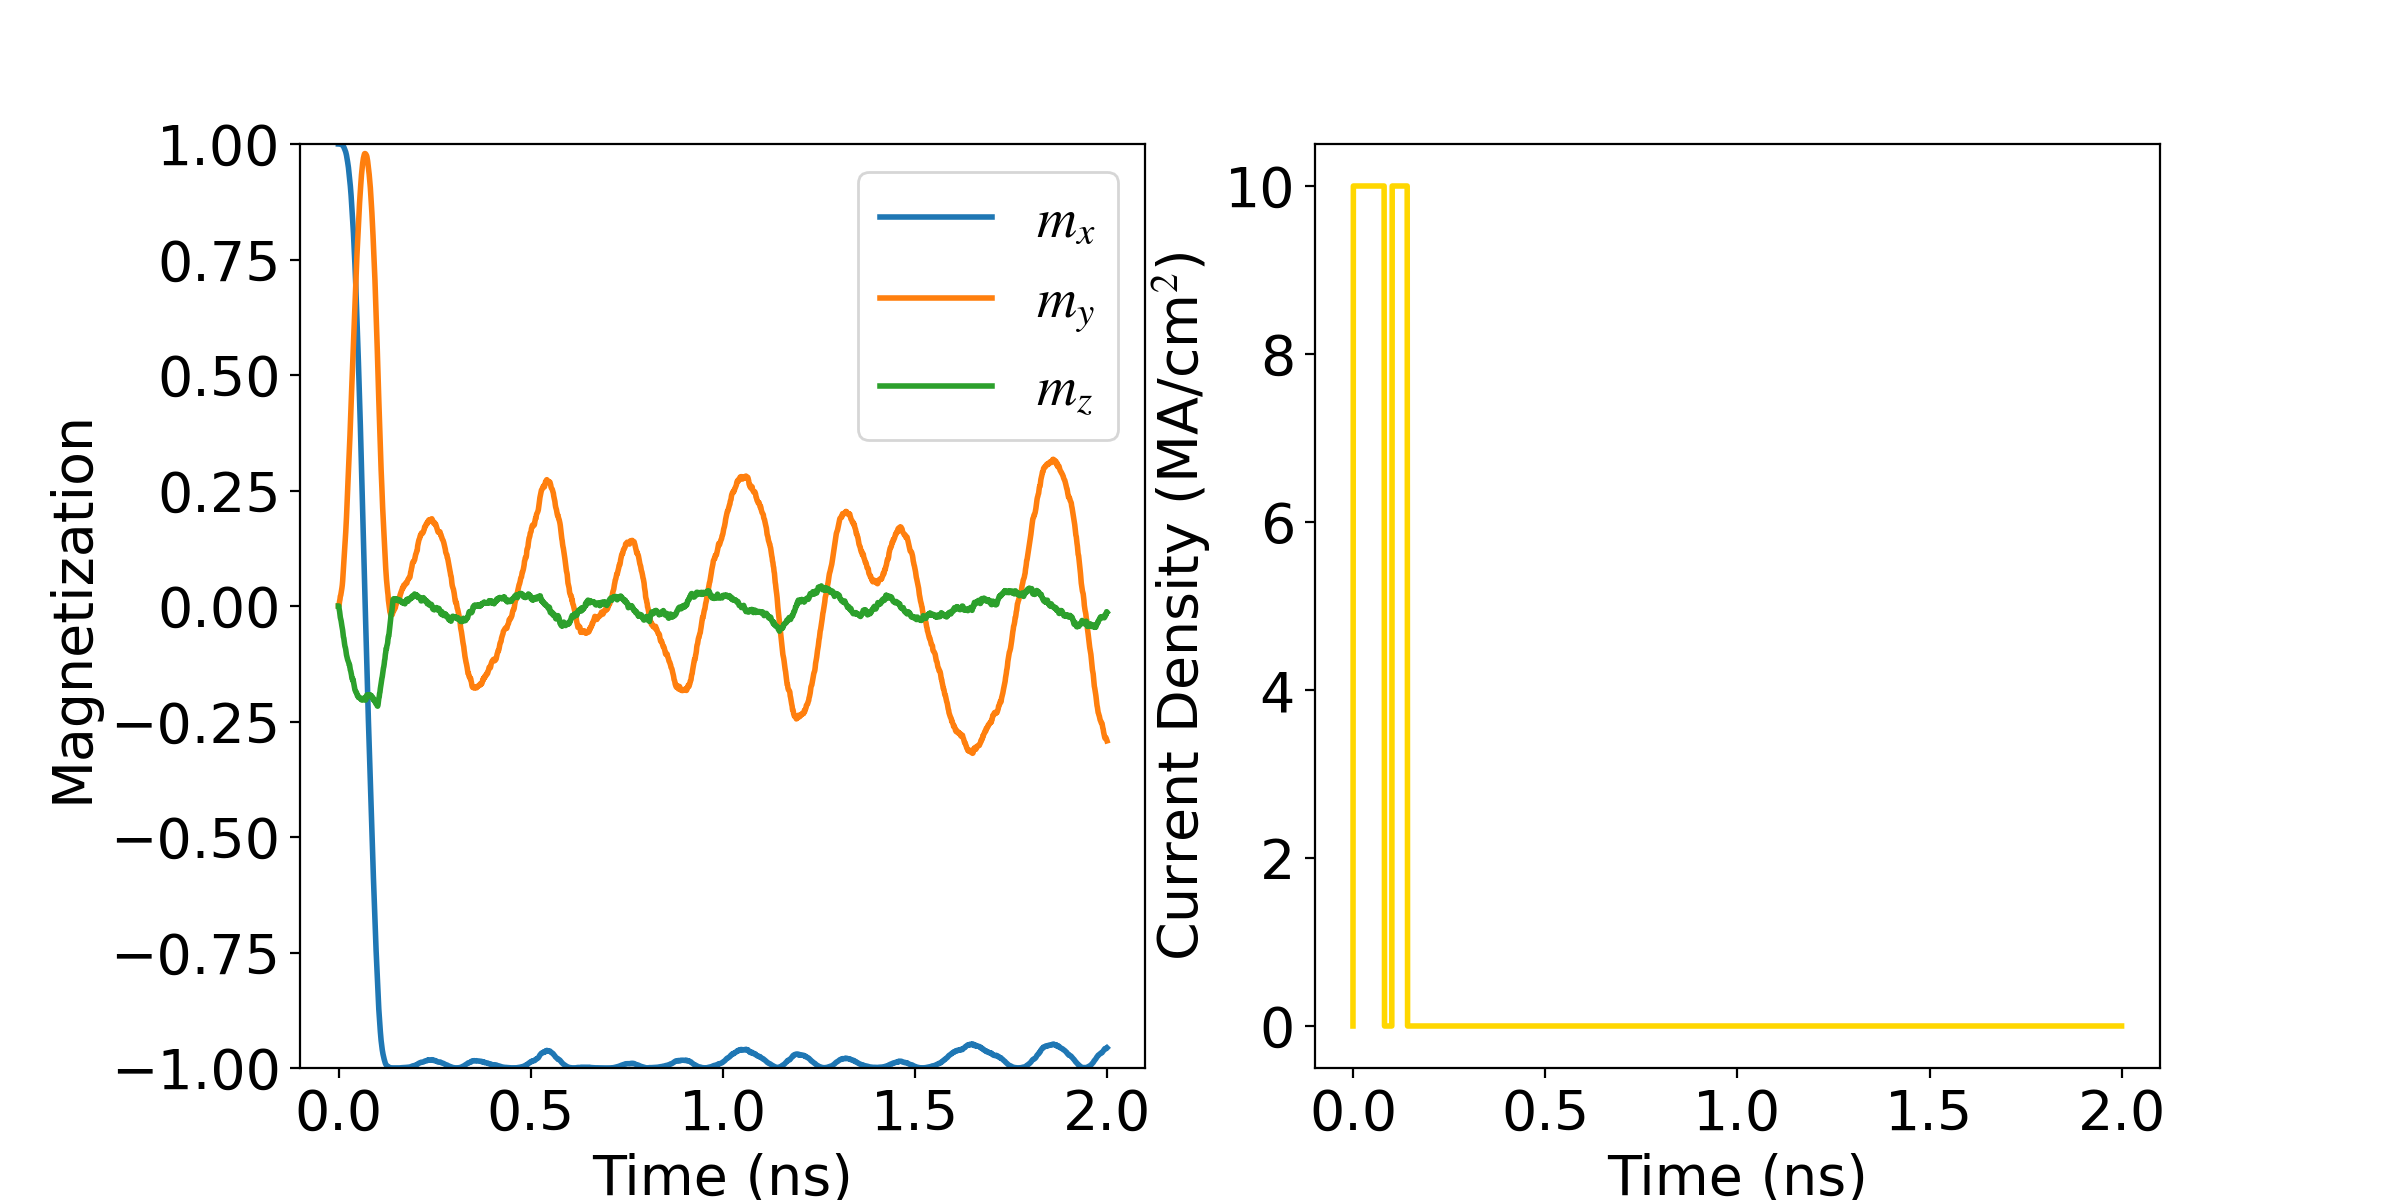 Magnetization
1.00
0.75
0.50
0.25
0.00
−0.25
−0.50
−0.75
−1.00
0.0 0.5 1.0 1.5 2.0
Time (ns)
m_x
m_y
m_z
Current Density (MA/cm²)
10
8
6
4
2
0
0.0 0.5 1.0 1.5 2.0
Time (ns)